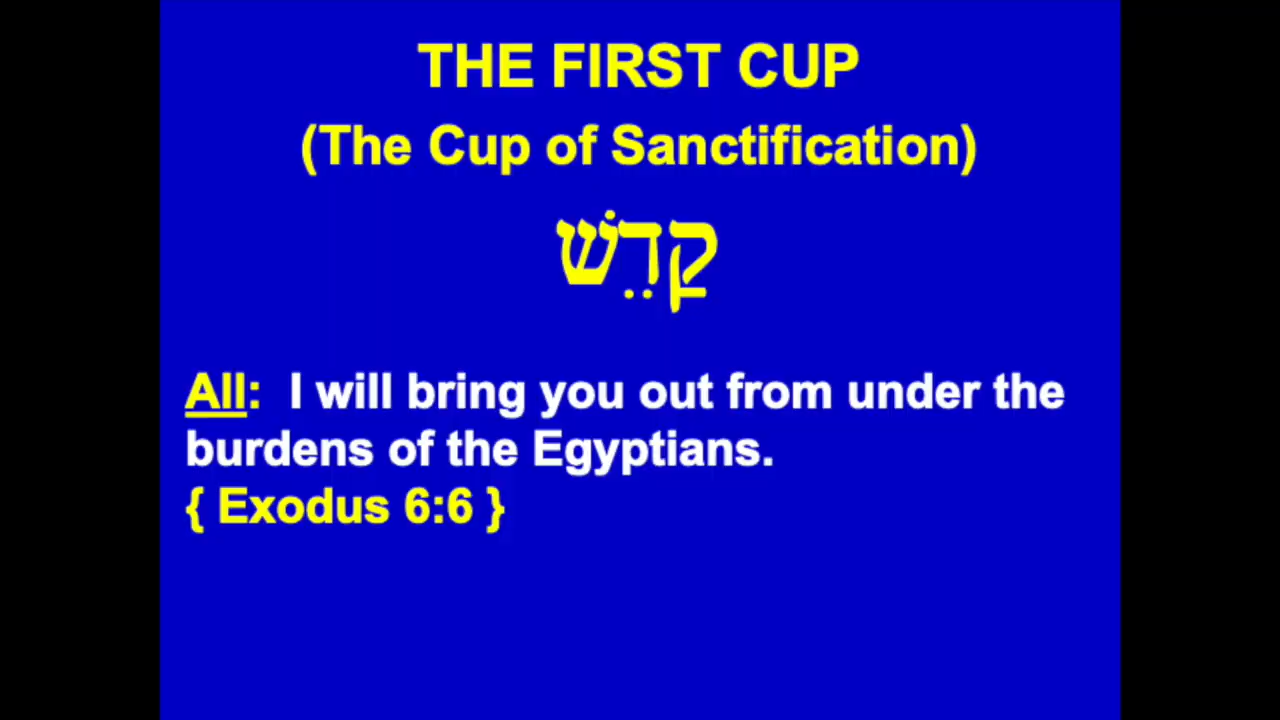 THE FIRST CUP
(The Cup of Sanctification)
קַדֵשׁ
All: I will bring you out from under the
burdens of the Egyptians.
{ Exodus 6:6 }